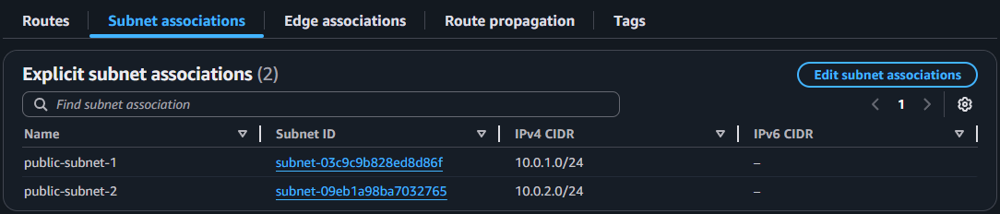 Routes Subnet associations Edge associations Route propagation Tags
Explicit subnet associations (2)
Edit subnet associations
Find subnet association
1
Name Subnet ID IPv4 CIDR IPv6 CIDR
public-subnet-1 subnet-03c9c9b828ed8d86f 10.0.1.0/24 –
public-subnet-2 subnet-09eb1a98ba7032765 10.0.2.0/24 –